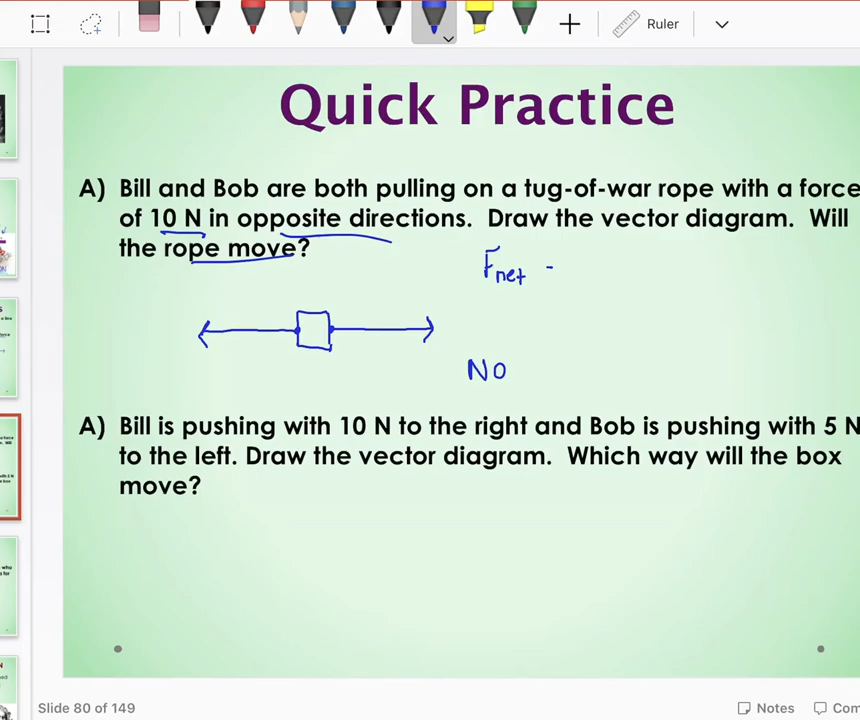 Ruler
Quick Practice
A) Bill and Bob are both pulling on a tug-of-war rope with a force
of 10 N in opposite directions. Draw the vector diagram. Will
the rope move?
Fnet -
NO
A) Bill is pushing with 10 N to the right and Bob is pushing with 5 N
to the left. Draw the vector diagram. Which way will the box
move?
Slide 80 of 149
Notes
Com